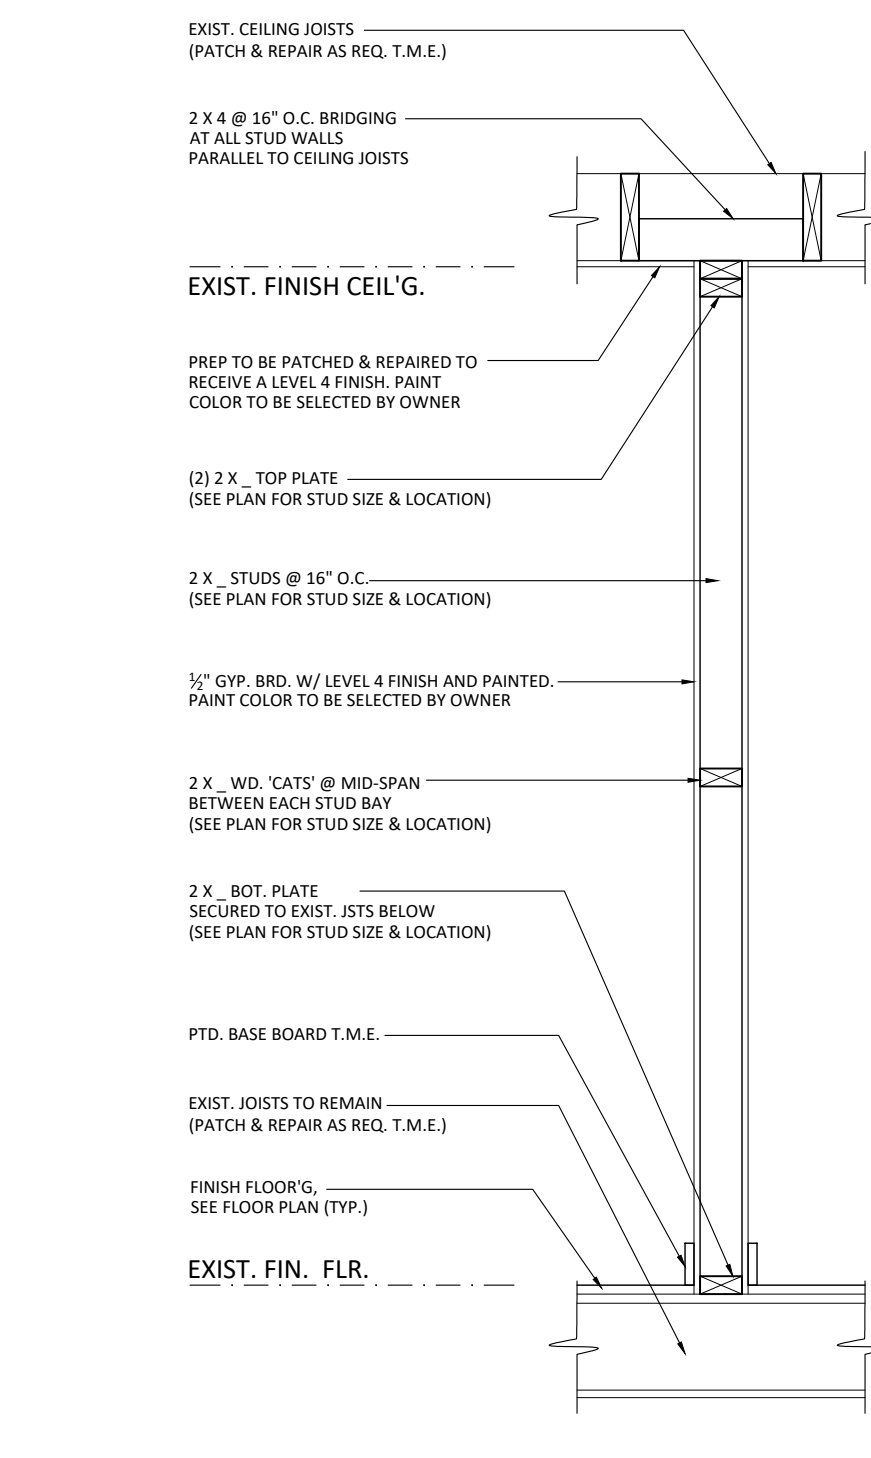 EXIST. CEILING JOISTS
(PATCH & REPAIR AS REQ. T.M.E.)
2 X 4 @ 16" O.C. BRIDGING
AT ALL STUD WALLS
PARALLEL TO CEILING JOISTS
EXIST. FINISH CEIL'G.
PREP TO BE PATCHED & REPAIRED TO
RECEIVE A LEVEL 4 FINISH. PAINT
COLOR TO BE SELECTED BY OWNER
(2) 2 X _ TOP PLATE
(SEE PLAN FOR STUD SIZE & LOCATION)
2 X _ STUDS @ 16" O.C.
(SEE PLAN FOR STUD SIZE & LOCATION)
½" GYP. BRD. W/ LEVEL 4 FINISH AND PAINTED.
PAINT COLOR TO BE SELECTED BY OWNER
2 X _ WD. 'CATS' @ MID-SPAN
BETWEEN EACH STUD BAY
(SEE PLAN FOR STUD SIZE & LOCATION)
2 X _ BOT. PLATE
SECURED TO EXIST. JSTS BELOW
(SEE PLAN FOR STUD SIZE & LOCATION)
PTD. BASE BOARD T.M.E.
EXIST. JOISTS TO REMAIN
(PATCH & REPAIR AS REQ. T.M.E.)
FINISH FLOOR'G,
SEE FLOOR PLAN (TYP.)
EXIST. FIN. FLR.